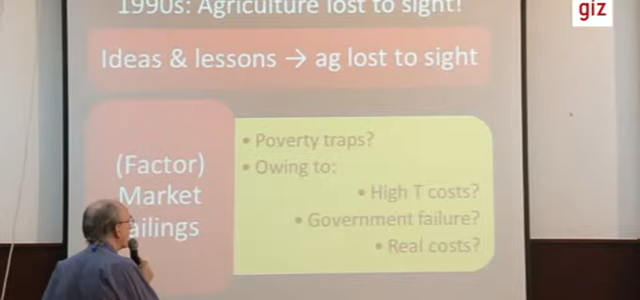 1990s: Agriculture lost to sight!
giz
Ideas & lessons → ag lost to sight
(Factor)
Market
ailings
• Poverty traps?
• Owing to:
• High T costs?
• Government failure?
• Real costs?